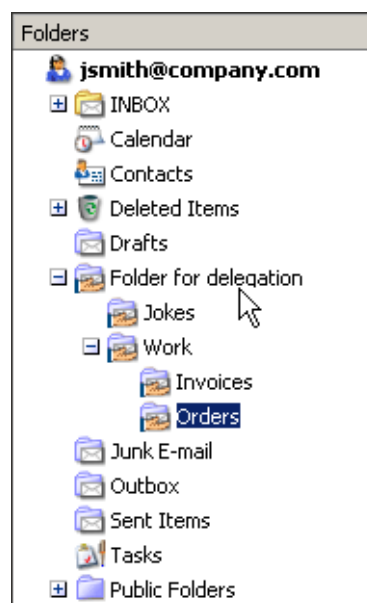 Folders
jsmith@company.com
INBOX
Calendar
Contacts
Deleted Items
Drafts
Folder for delegation
Jokes
Work
Invoices
Orders
Junk E-mail
Outbox
Sent Items
Tasks
Public Folders